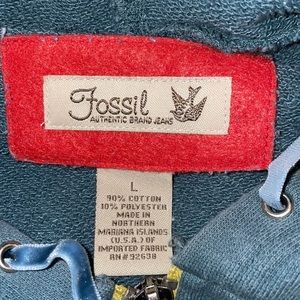 Fossil
AUTHENTIC BRAND JEANS
L
90% COTTON
10% POLYESTER
MADE IN
NORTHERN
MARIANA ISLANDS
(U.S.A.) OF
IMPORTED FABRIC
RN# 92698